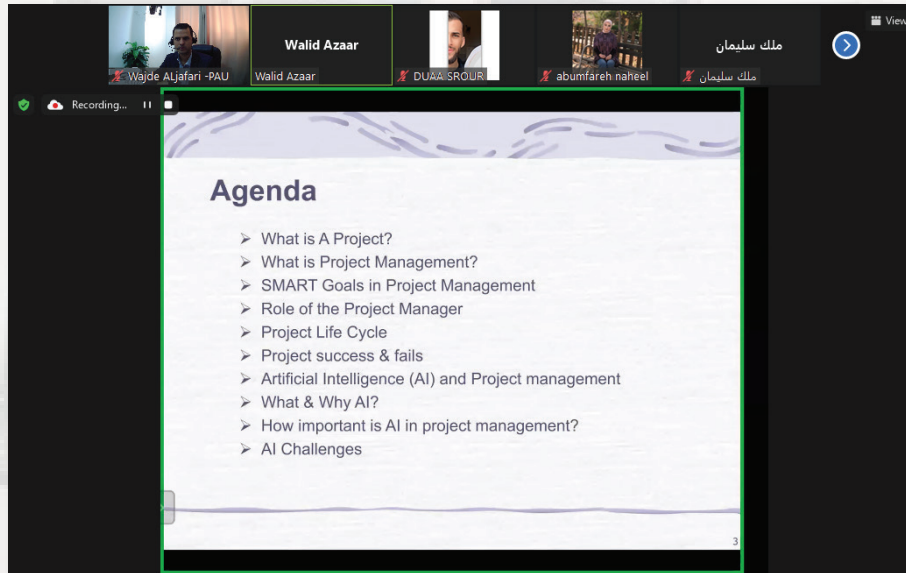 Walid Azaar
ملك سليمان
View
Wajde ALjafari -PAU
Walid Azaar
DUAA SROUR
abumfareh naheel
ملك سليمان
Recording...
Agenda
➢ What is A Project?
➢ What is Project Management?
➢ SMART Goals in Project Management
➢ Role of the Project Manager
➢ Project Life Cycle
➢ Project success & fails
➢ Artificial Intelligence (AI) and Project management
➢ What & Why AI?
➢ How important is AI in project management?
➢ AI Challenges
3